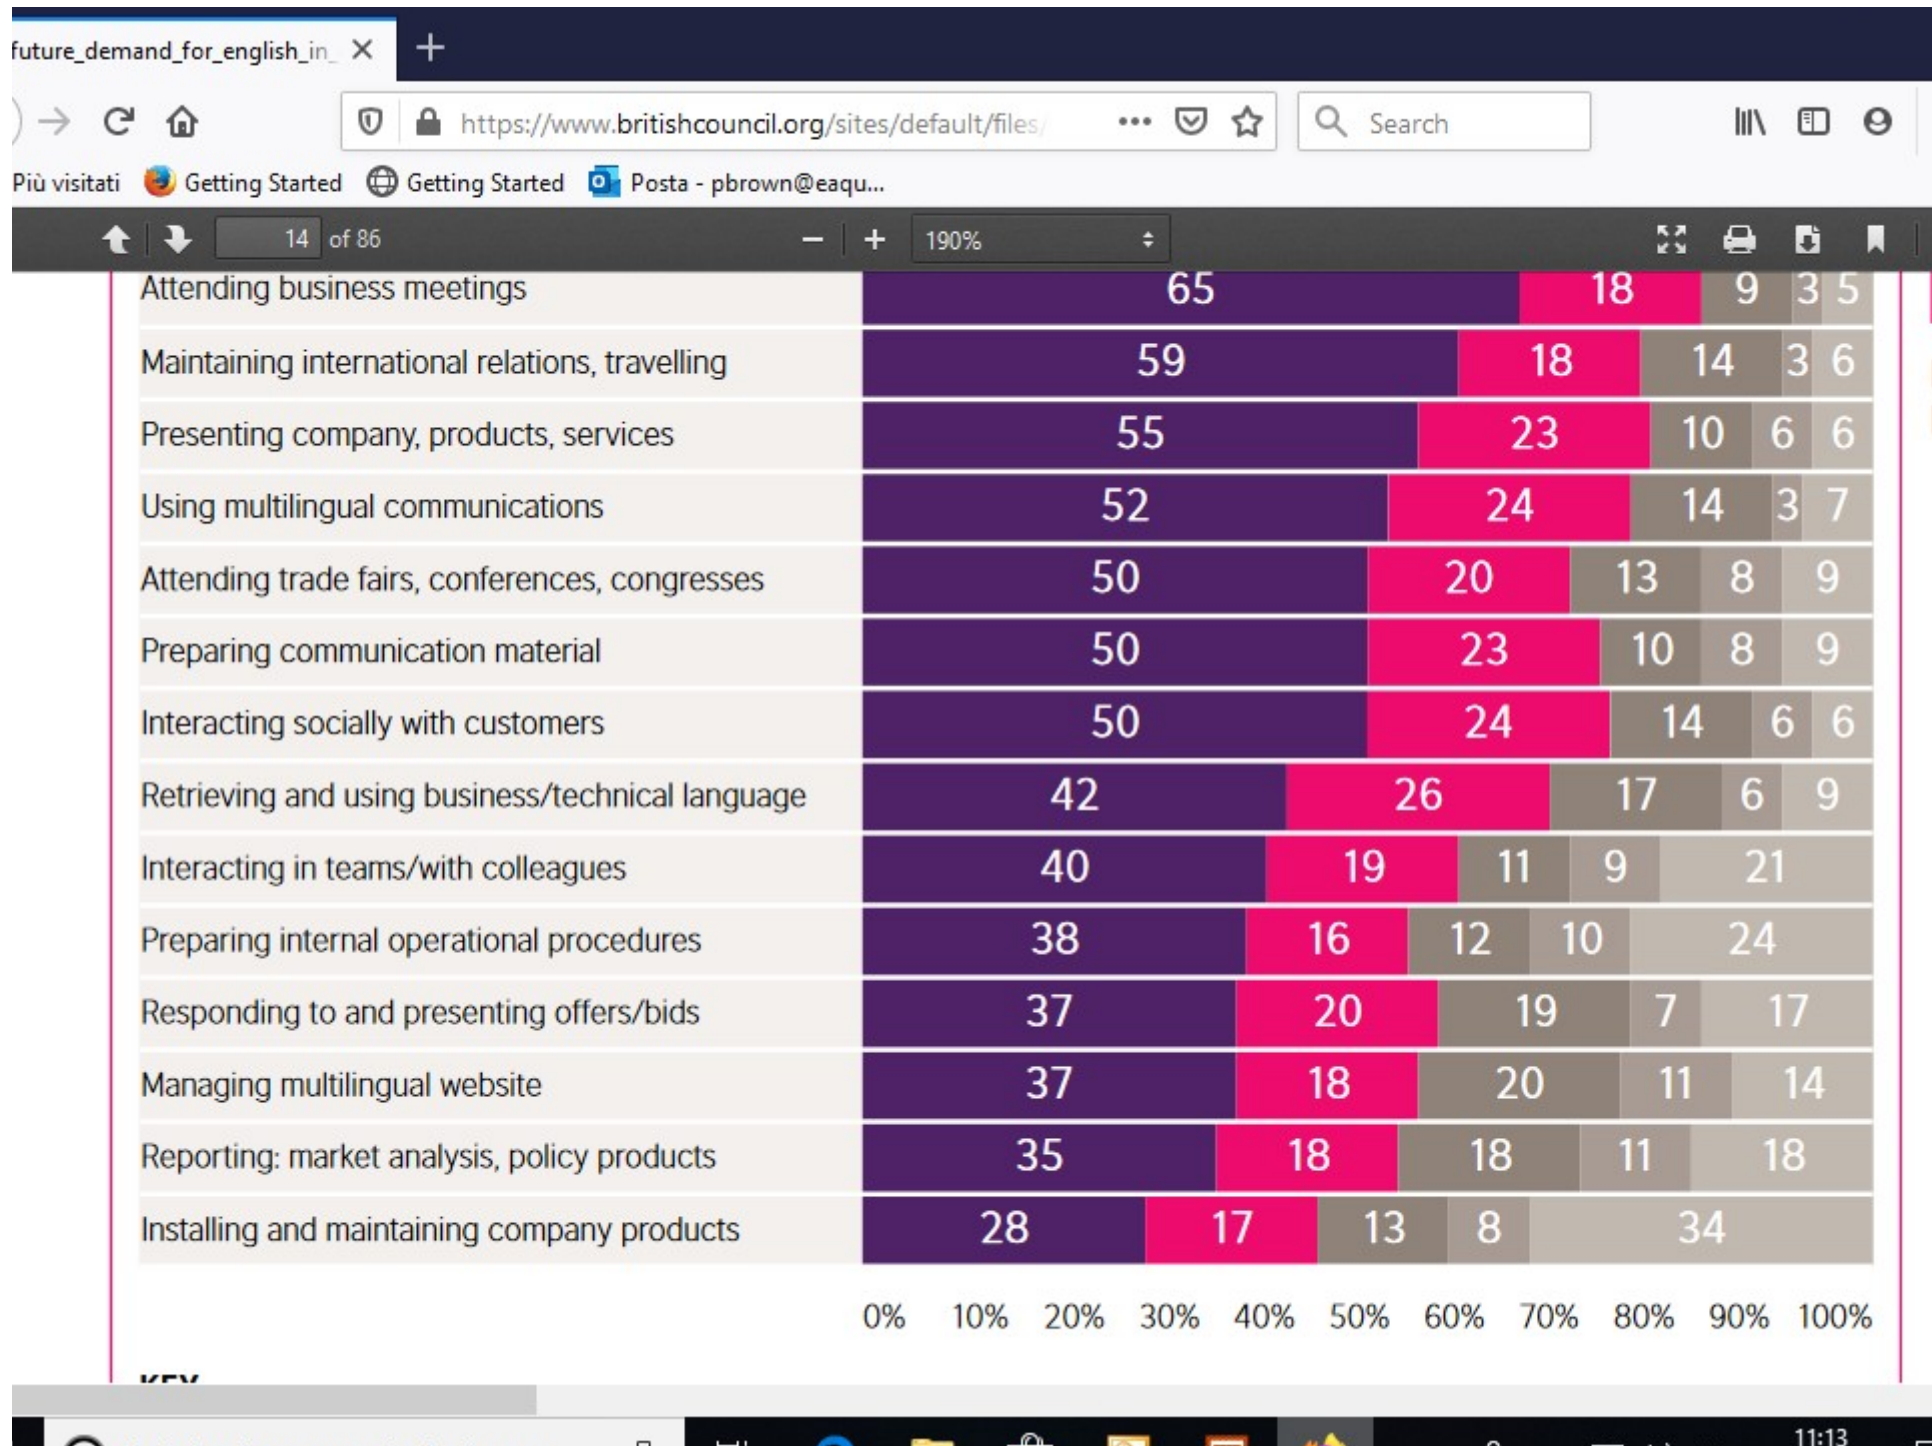 future_demand_for_english_in_
https://www.britishcouncil.org/sites/default/files/
Search
Più visitati Getting Started Getting Started Posta - pbrown@eaqu...
14 of 86 190%
Attending business meetings 65 18 9 3 5
Maintaining international relations, travelling 59 18 14 3 6
Presenting company, products, services 55 23 10 6 6
Using multilingual communications 52 24 14 3 7
Attending trade fairs, conferences, congresses 50 20 13 8 9
Preparing communication material 50 23 10 8 9
Interacting socially with customers 50 24 14 6 6
Retrieving and using business/technical language 42 26 17 6 9
Interacting in teams/with colleagues 40 19 11 9 21
Preparing internal operational procedures 38 16 12 10 24
Responding to and presenting offers/bids 37 20 19 7 17
Managing multilingual website 37 18 20 11 14
Reporting: market analysis, policy products 35 18 18 11 18
Installing and maintaining company products 28 17 13 8 34
0% 10% 20% 30% 40% 50% 60% 70% 80% 90% 100%
KEY
11:13